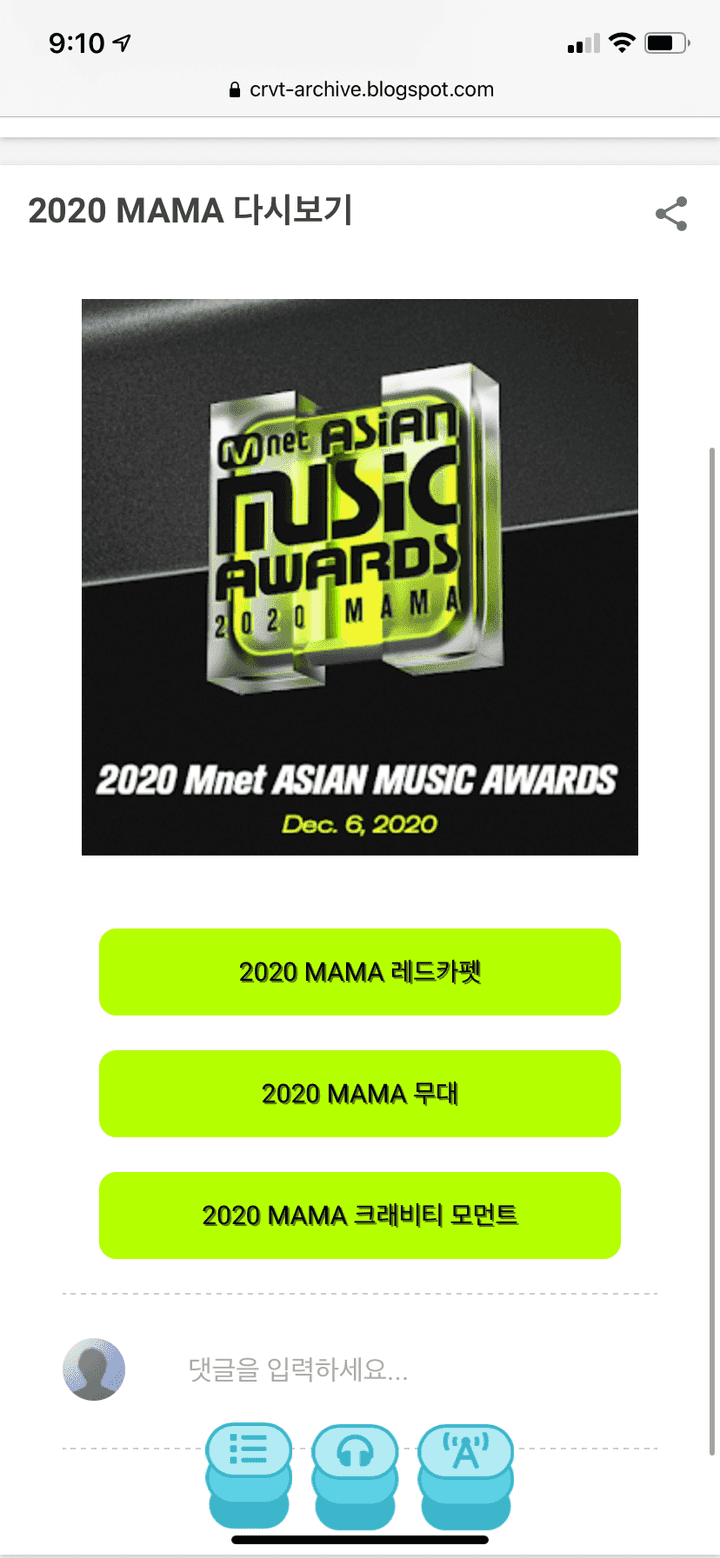 9:10
crvt-archive.blogspot.com
2020 MAMA 다시보기
Mnet ASiAN
MUSiC
AWARDS
2020 MAMA
2020 Mnet ASIAN MUSIC AWARDS
Dec. 6, 2020
2020 MAMA 레드카펫
2020 MAMA 무대
2020 MAMA 크래비티 모먼트
댓글을 입력하세요...